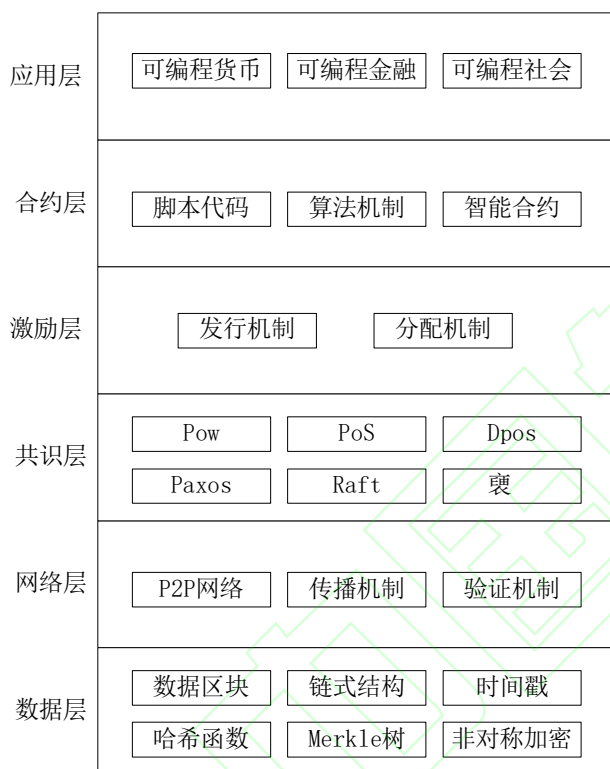 应用层
可编程货币 可编程金融 可编程社会
合约层
脚本代码 算法机制 智能合约
激励层
发行机制 分配机制
共识层
Pow PoS Dpos
Paxos Raft 褏
网络层
P2P网络 传播机制 验证机制
数据层
数据区块 链式结构 时间戳
哈希函数 Merkle树 非对称加密